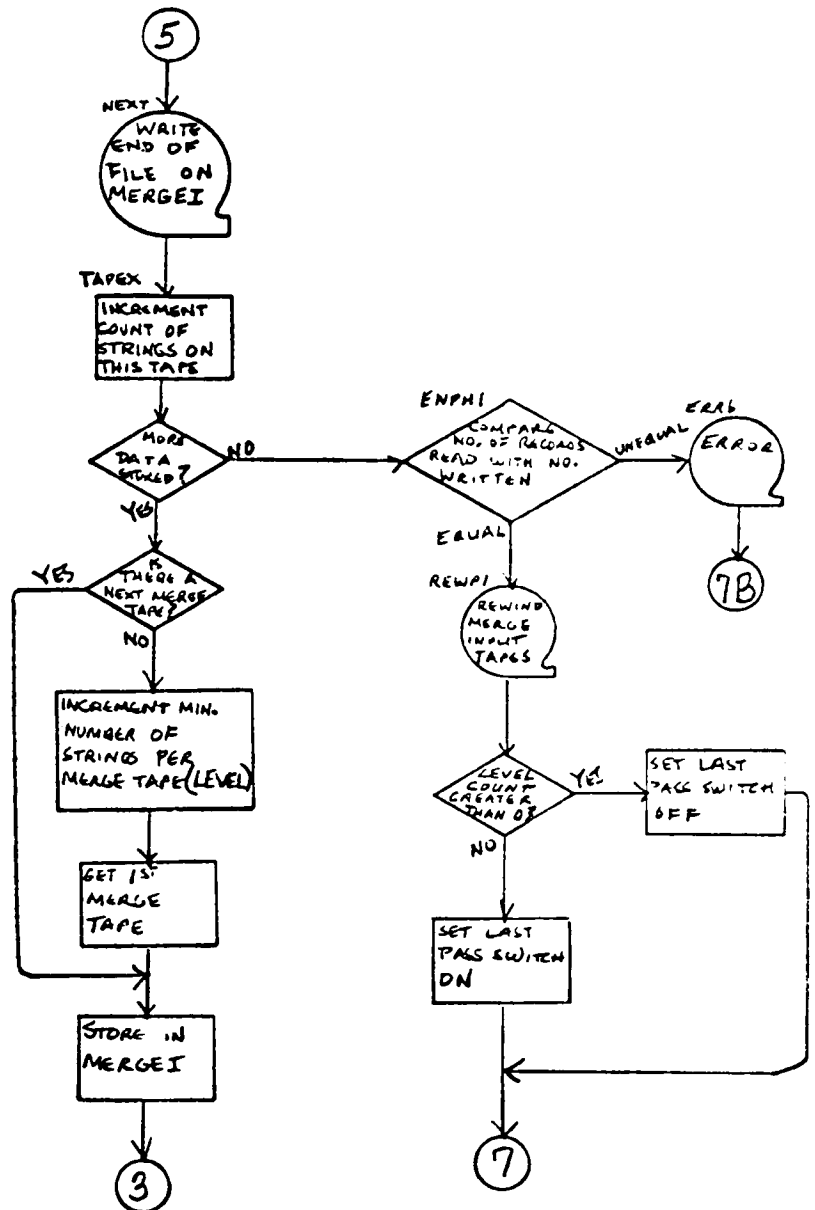 5
NEXT
WRITE
END OF
FILE ON
MERGEI
TAPEX
INCREMENT
COUNT OF
STRINGS ON
THIS TAPE
MORE
DATA
STORED?
NO
YES
IS
THERE A
NEXT MERGE
TAPE?
YES
NO
INCREMENT MIN.
NUMBER OF
STRINGS PER
MERGE TAPE (LEVEL)
GET 1ST
MERGE
TAPE
STORE IN
MERGEI
3
ENPH1
COMPARE
NO. OF RECORDS
READ WITH NO.
WRITTEN
UNEQUAL
ERR6
ERROR
7B
EQUAL
REWP1
REWIND
MERGE
INPUT
TAPES
LEVEL
COUNT
GREATER
THAN 0?
YES
SET LAST
PASS SWITCH
OFF
NO
SET LAST
PASS SWITCH
ON
7